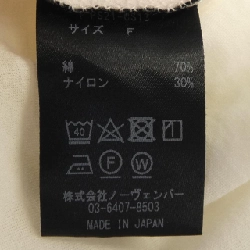 サイズ F
綿 70%
ナイロン 30%
40
F W
株式会社ノーヴェンバー
03-6407-8503
MADE IN JAPAN